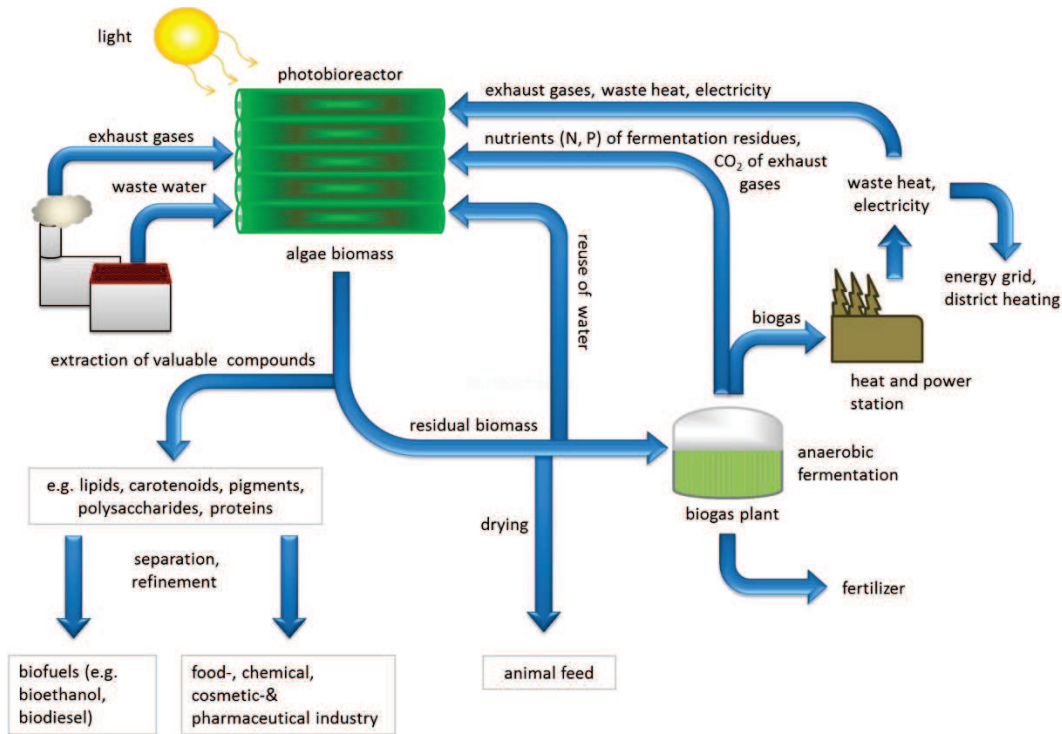 light
photobioreactor
exhaust gases, waste heat, electricity
exhaust gases
nutrients (N, P) of fermentation residues,
CO₂ of exhaust
gases
waste water
waste heat,
electricity
algae biomass
reuse of water
energy grid,
district heating
biogas
extraction of valuable compounds
heat and power
station
residual biomass
anaerobic
fermentation
e.g. lipids, carotenoids, pigments,
polysaccharides, proteins
biogas plant
drying
separation,
refinement
fertilizer
biofuels (e.g.
bioethanol,
biodiesel)
food-, chemical,
cosmetic-&
pharmaceutical industry
animal feed